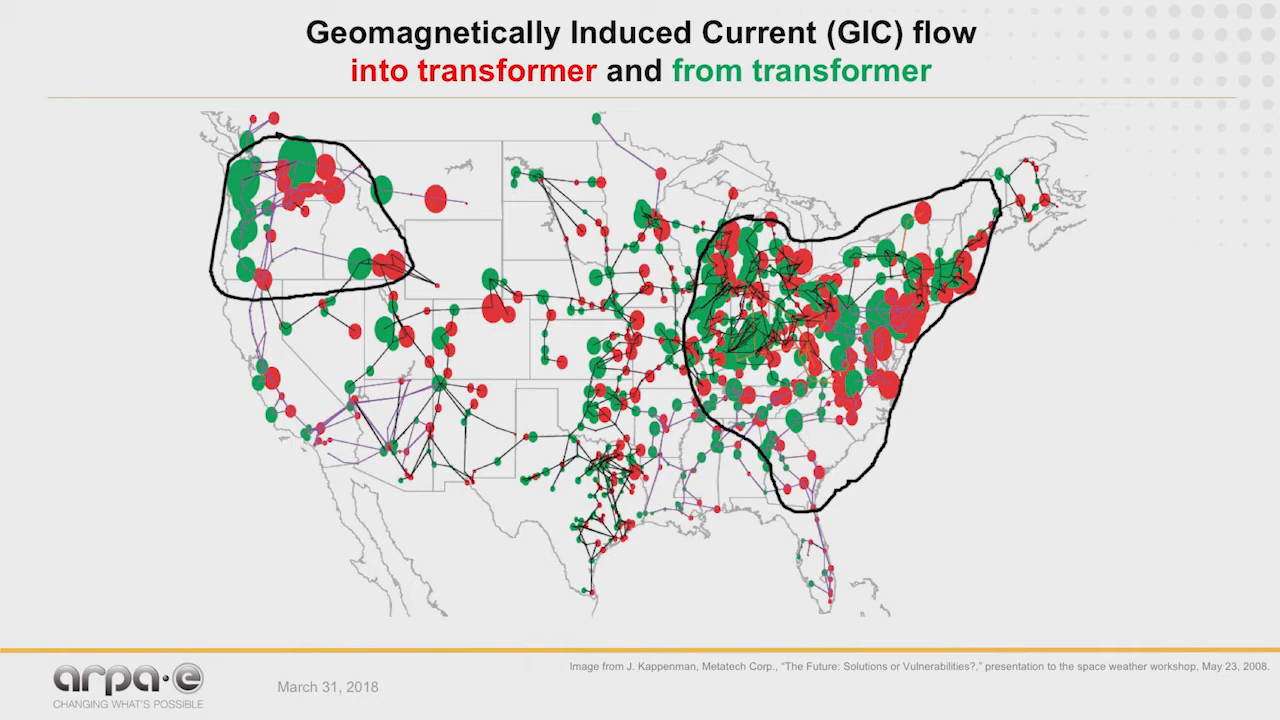 Geomagnetically Induced Current (GIC) flow
into transformer and from transformer
Image from J. Kappenman, Metatech Corp., “The Future: Solutions or Vulnerabilities?,” presentation to the space weather workshop, May 23, 2008.
arpa·e
CHANGING WHAT'S POSSIBLE
March 31, 2018